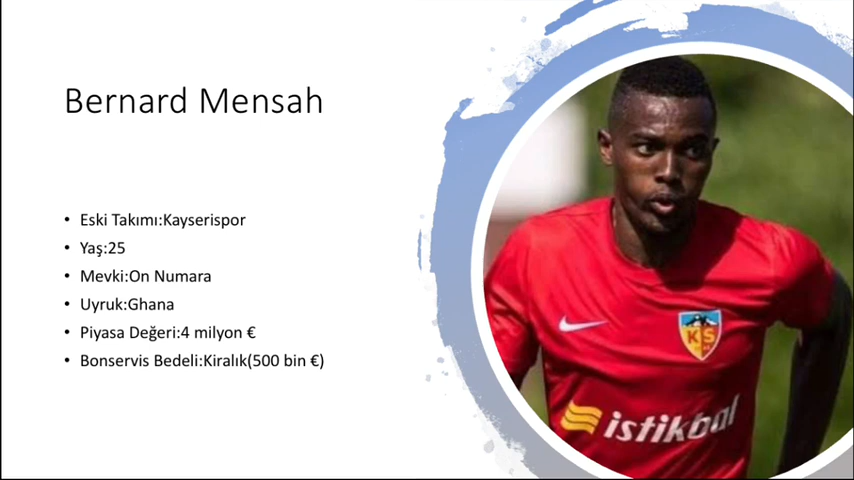 Bernard Mensah
• Eski Takımı:Kayserispor
• Yaş:25
• Mevki:On Numara
• Uyruk:Ghana
• Piyasa Değeri:4 milyon €
• Bonservis Bedeli:Kiralık(500 bin €)
KS
istikbal